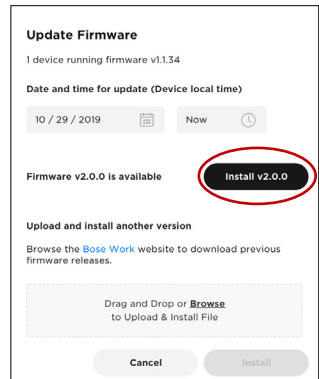 Update Firmware
1 device running firmware v1.1.34
Date and time for update (Device local time)
10 / 29 / 2019 Now
Firmware v2.0.0 is available Install v2.0.0
Upload and install another version
Browse the Bose Work website to download previous
firmware releases.
Drag and Drop or Browse
to Upload & Install File
Cancel Install